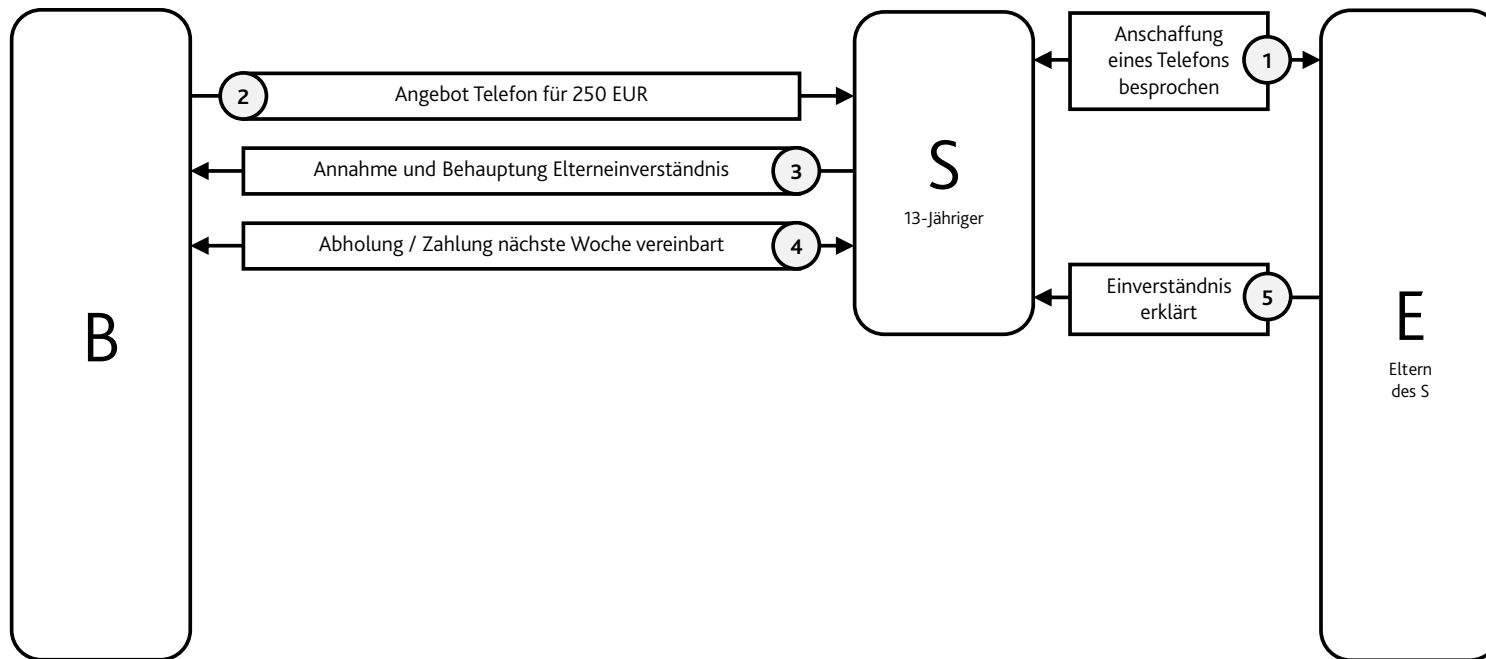 B
2
Angebot Telefon für 250 EUR
Annahme und Behauptung Elterneinverständnis
3
Abholung / Zahlung nächste Woche vereinbart
4
S
13-Jähriger
Anschaffung
eines Telefons
besprochen
1
Einverständnis
erklärt
5
E
Eltern
des S